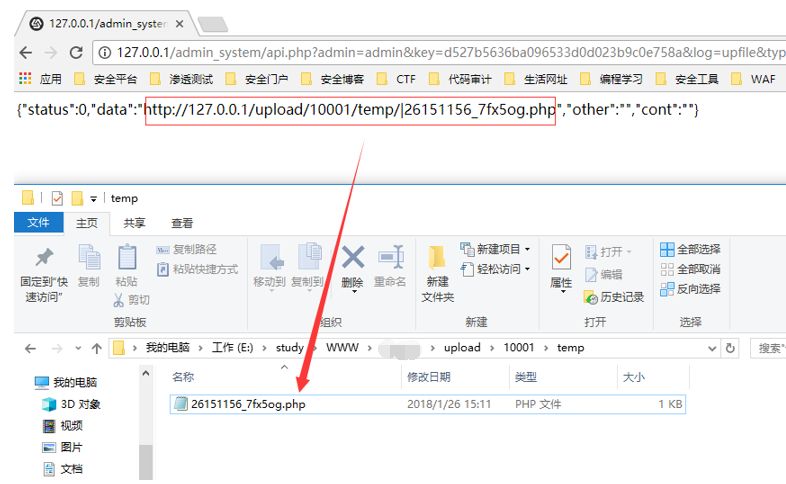 127.0.0.1/admin_syster
127.0.0.1/admin_system/api.php?admin=admin&key=d527b5636ba096533d0d023b9c0e758a&log=upfile&typ
应用 安全平台 渗透测试 安全门户 安全博客 CTF 代码审计 生活网址 编程学习 安全工具 WAF
{"status":0,"data":"http://127.0.0.1/upload/10001/temp/|26151156_7fx5og.php","other":"","cont":""}
temp
文件 主页 共享 查看
固定到"快速访问" 复制 粘贴 复制路径 粘贴快捷方式 剪切
移动到 复制到 删除 重命名
新建文件夹 新建项目 轻松访问
属性 打开 编辑 历史记录
全部选择 全部取消 反向选择
剪贴板 组织 新建 打开 选择
我的电脑 工作 (E:) study WWW upload 10001 temp 搜索"
我的电脑 名称 修改日期 类型 大小
3D 对象 26151156_7fx5og.php 2018/1/26 15:11 PHP 文件 1 KB
视频
图片
文档